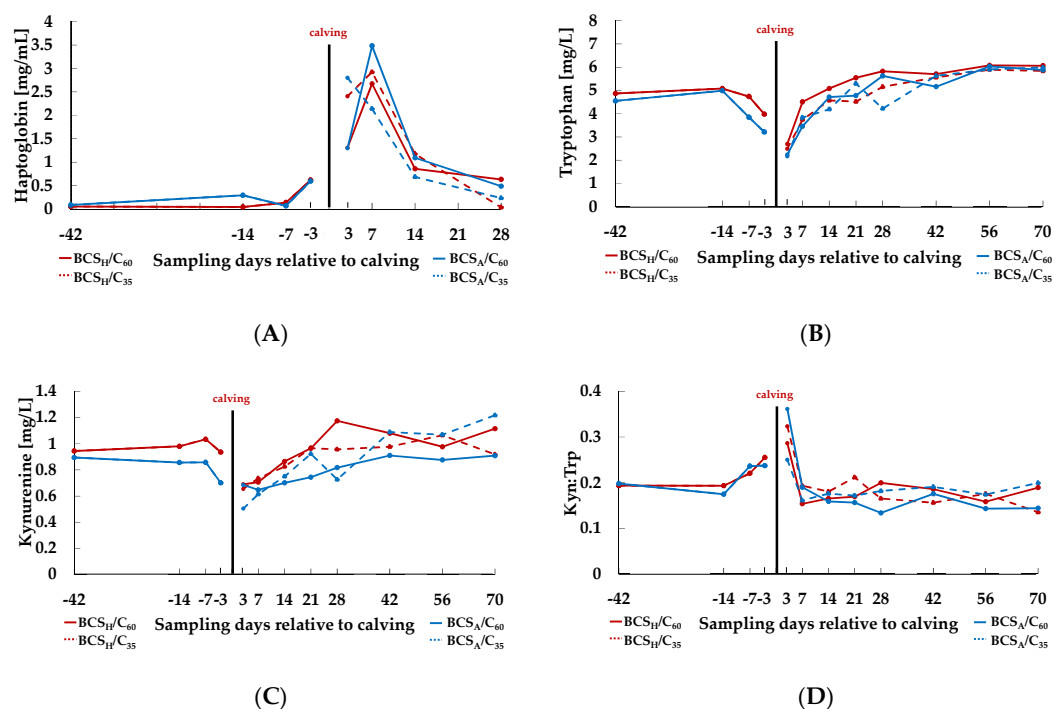 (A)
calving
Haptoglobin [mg/mL]
4
3.5
3
2.5
2
1.5
1
0.5
0
-42 -14 -7 -3 3 7 14 21 28
Sampling days relative to calving
BCSH/C60
BCSH/C35
BCSA/C60
BCSA/C35
(B)
calving
Tryptophan [mg/L]
8
7
6
5
4
3
2
1
0
-42 -14 -7 -3 3 7 14 21 28 42 56 70
Sampling days relative to calving
BCSH/C60
BCSH/C35
BCSA/C60
BCSA/C35
(C)
calving
Kynurenine [mg/L]
1.4
1.2
1
0.8
0.6
0.4
0.2
0
-42 -14 -7 -3 3 7 14 21 28 42 56 70
Sampling days relative to calving
BCSH/C60
BCSH/C35
BCSA/C60
BCSA/C35
(D)
calving
Kyn:Trp
0.4
0.3
0.2
0.1
0
-42 -14 -7 -3 3 7 14 21 28 42 56 70
Sampling days relative to calving
BCSH/C60
BCSH/C35
BCSA/C60
BCSA/C35